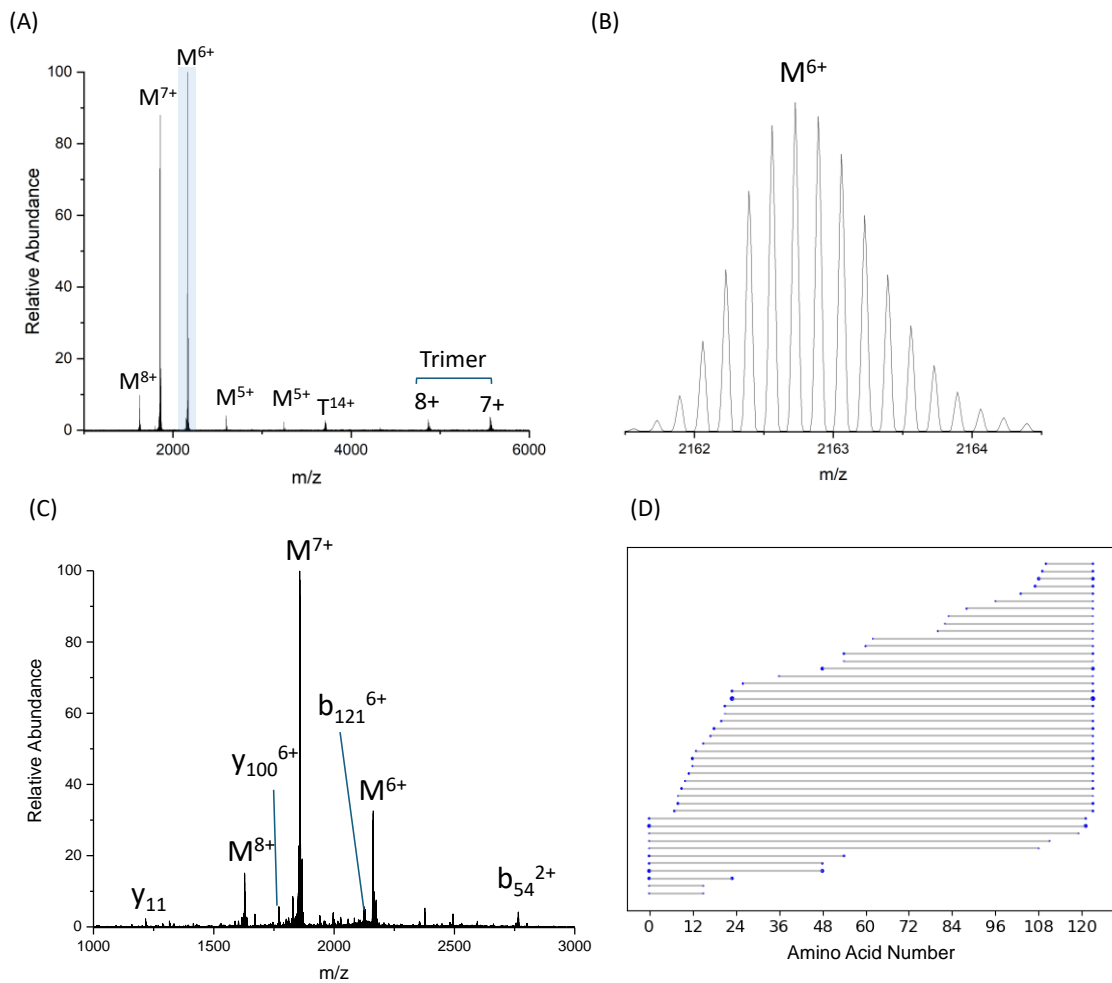 (A)
M⁶⁺
M⁷⁺
M⁸⁺
M⁵⁺
M⁵⁺
T¹⁴⁺
Trimer
8+
7+
100
80
60
40
20
0
Relative Abundance
2000
4000
6000
m/z
(B)
M⁶⁺
2162
2163
2164
m/z
(C)
M⁷⁺
b₁₂₁⁶⁺
y₁₀₀⁶⁺
M⁶⁺
M⁸⁺
y₁₁
b₅₄²⁺
100
80
60
40
20
0
Relative Abundance
1000
1500
2000
2500
3000
m/z
(D)
0 12 24 36 48 60 72 84 96 108 120
Amino Acid Number